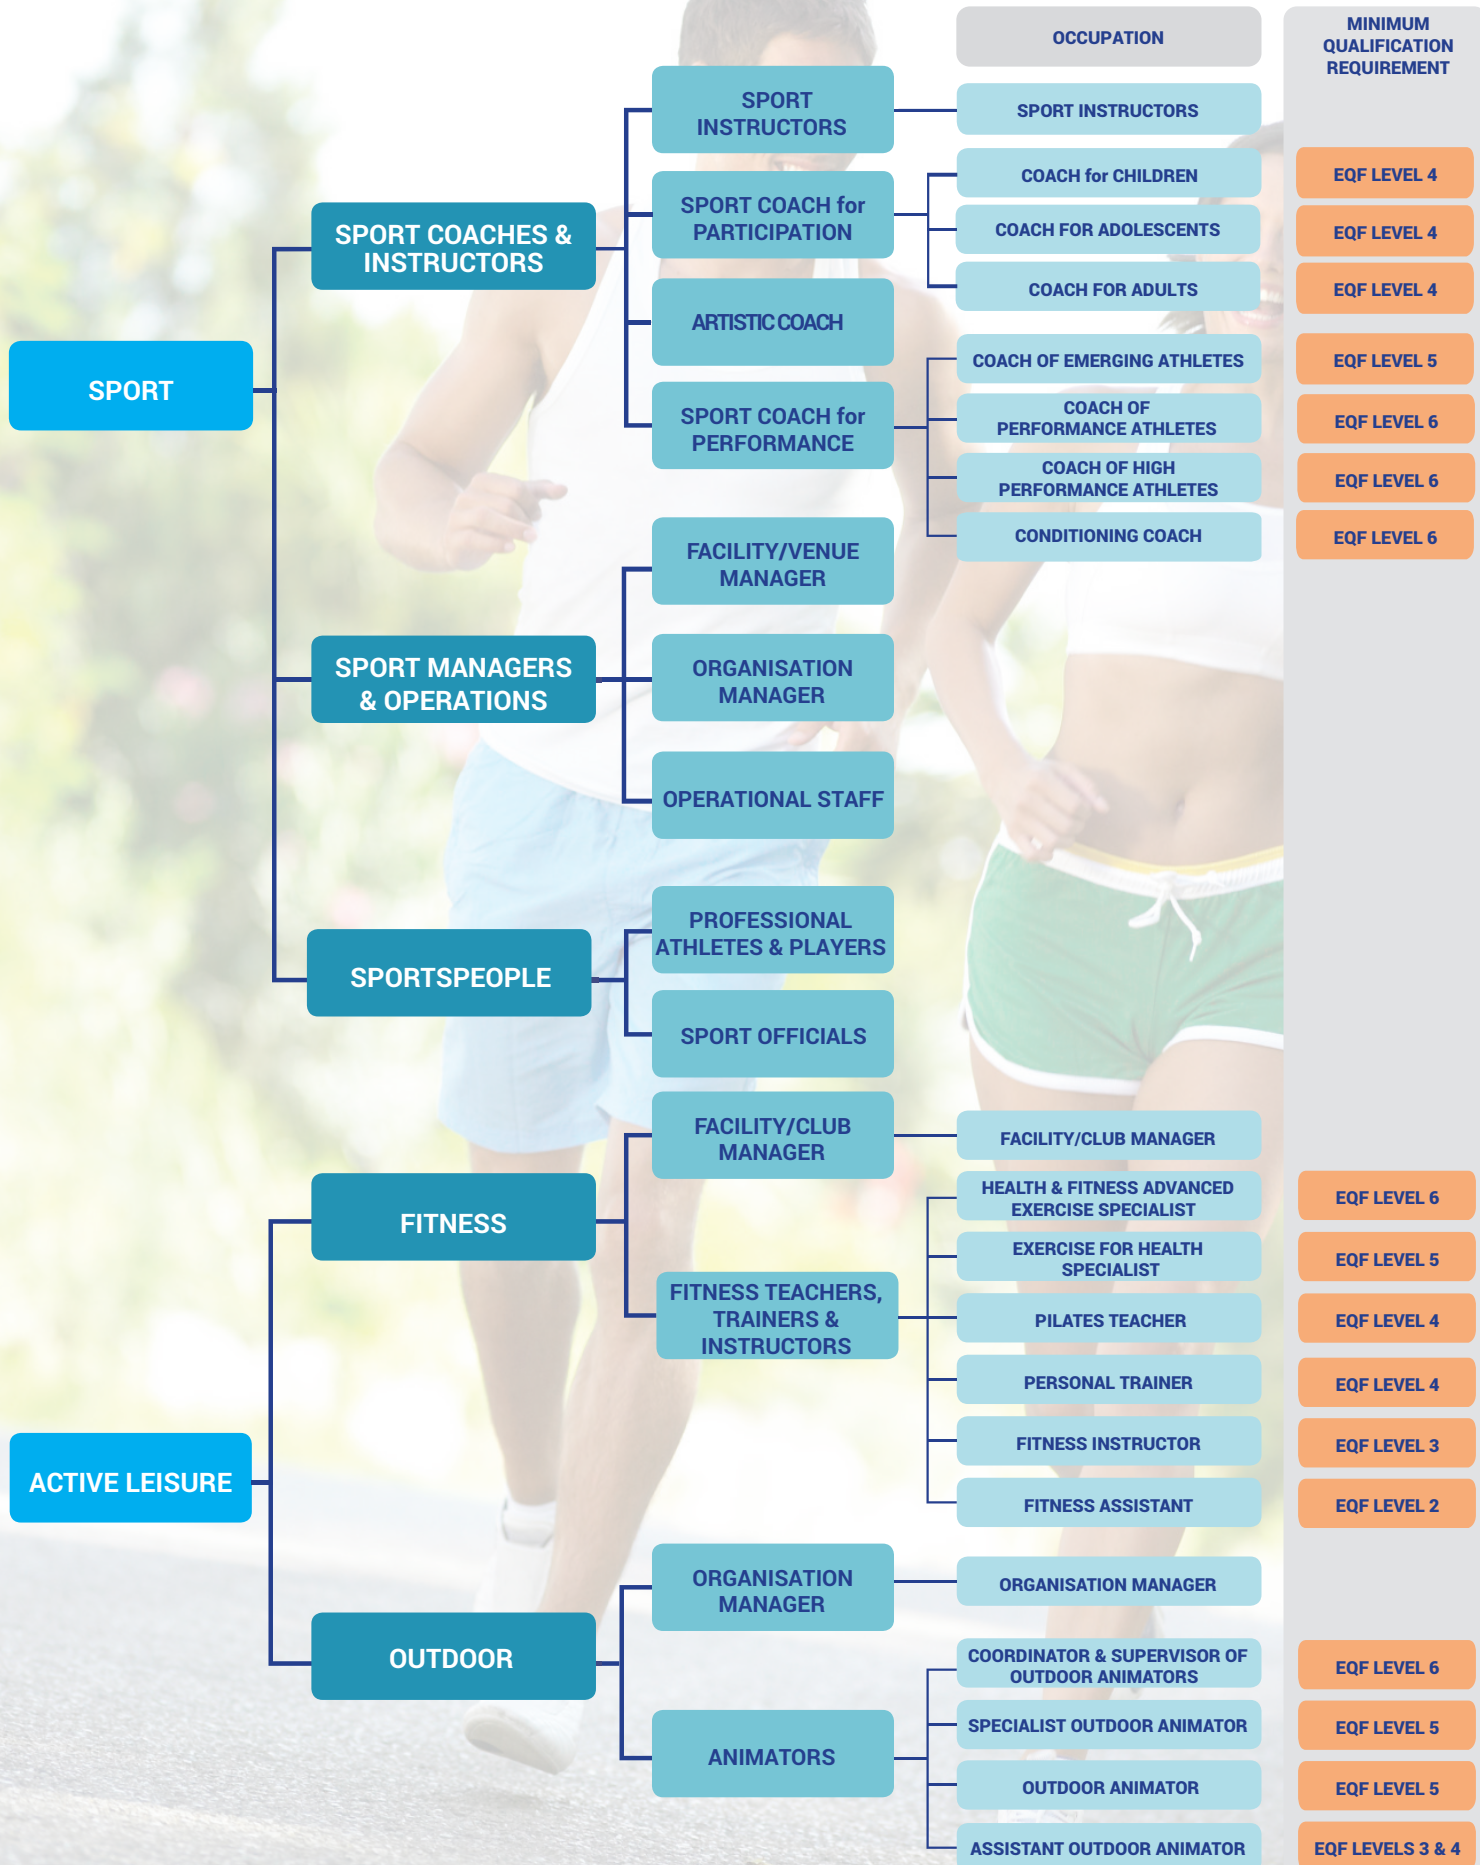 OCCUPATION
MINIMUM
QUALIFICATION
REQUIREMENT
SPORT
SPORT COACHES &
INSTRUCTORS
SPORT
INSTRUCTORS
SPORT INSTRUCTORS
SPORT COACH for
PARTICIPATION
COACH for CHILDREN
EQF LEVEL 4
COACH FOR ADOLESCENTS
EQF LEVEL 4
COACH FOR ADULTS
EQF LEVEL 4
ARTISTIC COACH
SPORT COACH for
PERFORMANCE
COACH OF EMERGING ATHLETES
EQF LEVEL 5
COACH OF
PERFORMANCE ATHLETES
EQF LEVEL 6
COACH OF HIGH
PERFORMANCE ATHLETES
EQF LEVEL 6
CONDITIONING COACH
EQF LEVEL 6
SPORT MANAGERS
& OPERATIONS
FACILITY/VENUE
MANAGER
ORGANISATION
MANAGER
OPERATIONAL STAFF
SPORTSPEOPLE
PROFESSIONAL
ATHLETES & PLAYERS
SPORT OFFICIALS
ACTIVE LEISURE
FITNESS
FACILITY/CLUB
MANAGER
FACILITY/CLUB MANAGER
FITNESS TEACHERS,
TRAINERS &
INSTRUCTORS
HEALTH & FITNESS ADVANCED
EXERCISE SPECIALIST
EQF LEVEL 6
EXERCISE FOR HEALTH
SPECIALIST
EQF LEVEL 5
PILATES TEACHER
EQF LEVEL 4
PERSONAL TRAINER
EQF LEVEL 4
FITNESS INSTRUCTOR
EQF LEVEL 3
FITNESS ASSISTANT
EQF LEVEL 2
OUTDOOR
ORGANISATION
MANAGER
ORGANISATION MANAGER
ANIMATORS
COORDINATOR & SUPERVISOR OF
OUTDOOR ANIMATORS
EQF LEVEL 6
SPECIALIST OUTDOOR ANIMATOR
EQF LEVEL 5
OUTDOOR ANIMATOR
EQF LEVEL 5
ASSISTANT OUTDOOR ANIMATOR
EQF LEVELS 3 & 4